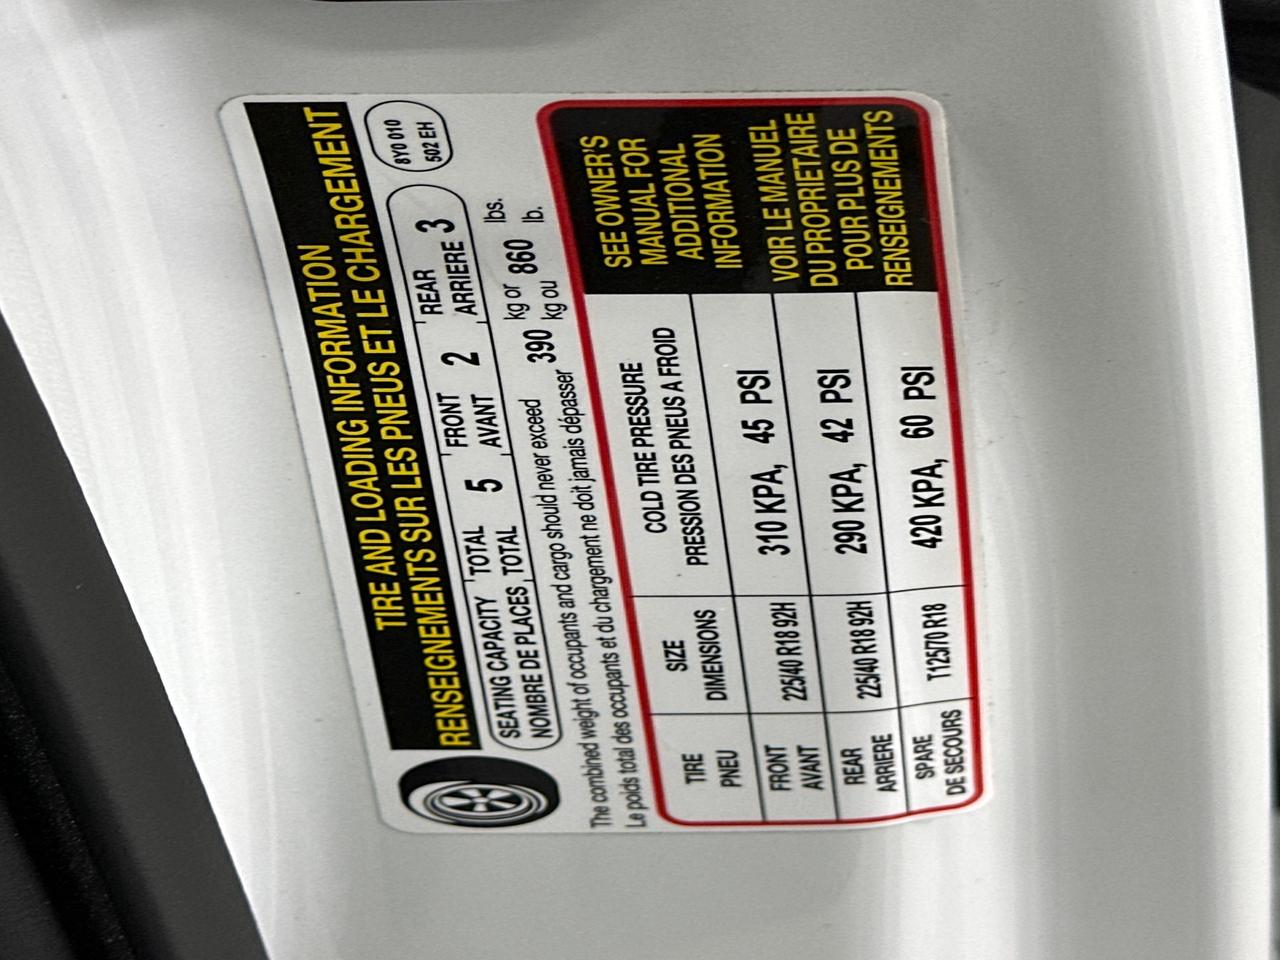 TIRE AND LOADING INFORMATION
RENSEIGNEMENTS SUR LES PNEUS ET LE CHARGEMENT
8Y0 010
502 EH
SEATING CAPACITY TOTAL 5 FRONT 2 REAR 3
NOMBRE DE PLACES TOTAL AVANT ARRIERE
The combined weight of occupants and cargo should never exceed 390 kg or 860 lbs.
Le poids total des occupants et du chargement ne doit jamais dépasser kg ou lb.
TIRE SIZE COLD TIRE PRESSURE
PNEU DIMENSIONS PRESSION DES PNEUS A FROID
FRONT
AVANT
225/40 R18 92H 310 KPA, 45 PSI
REAR
ARRIERE
225/40 R18 92H 290 KPA, 42 PSI
SPARE
DE SECOURS
T125/70 R18 420 KPA, 60 PSI
SEE OWNER'S
MANUAL FOR
ADDITIONAL
INFORMATION
VOIR LE MANUEL
DU PROPRIETAIRE
POUR PLUS DE
RENSEIGNEMENTS